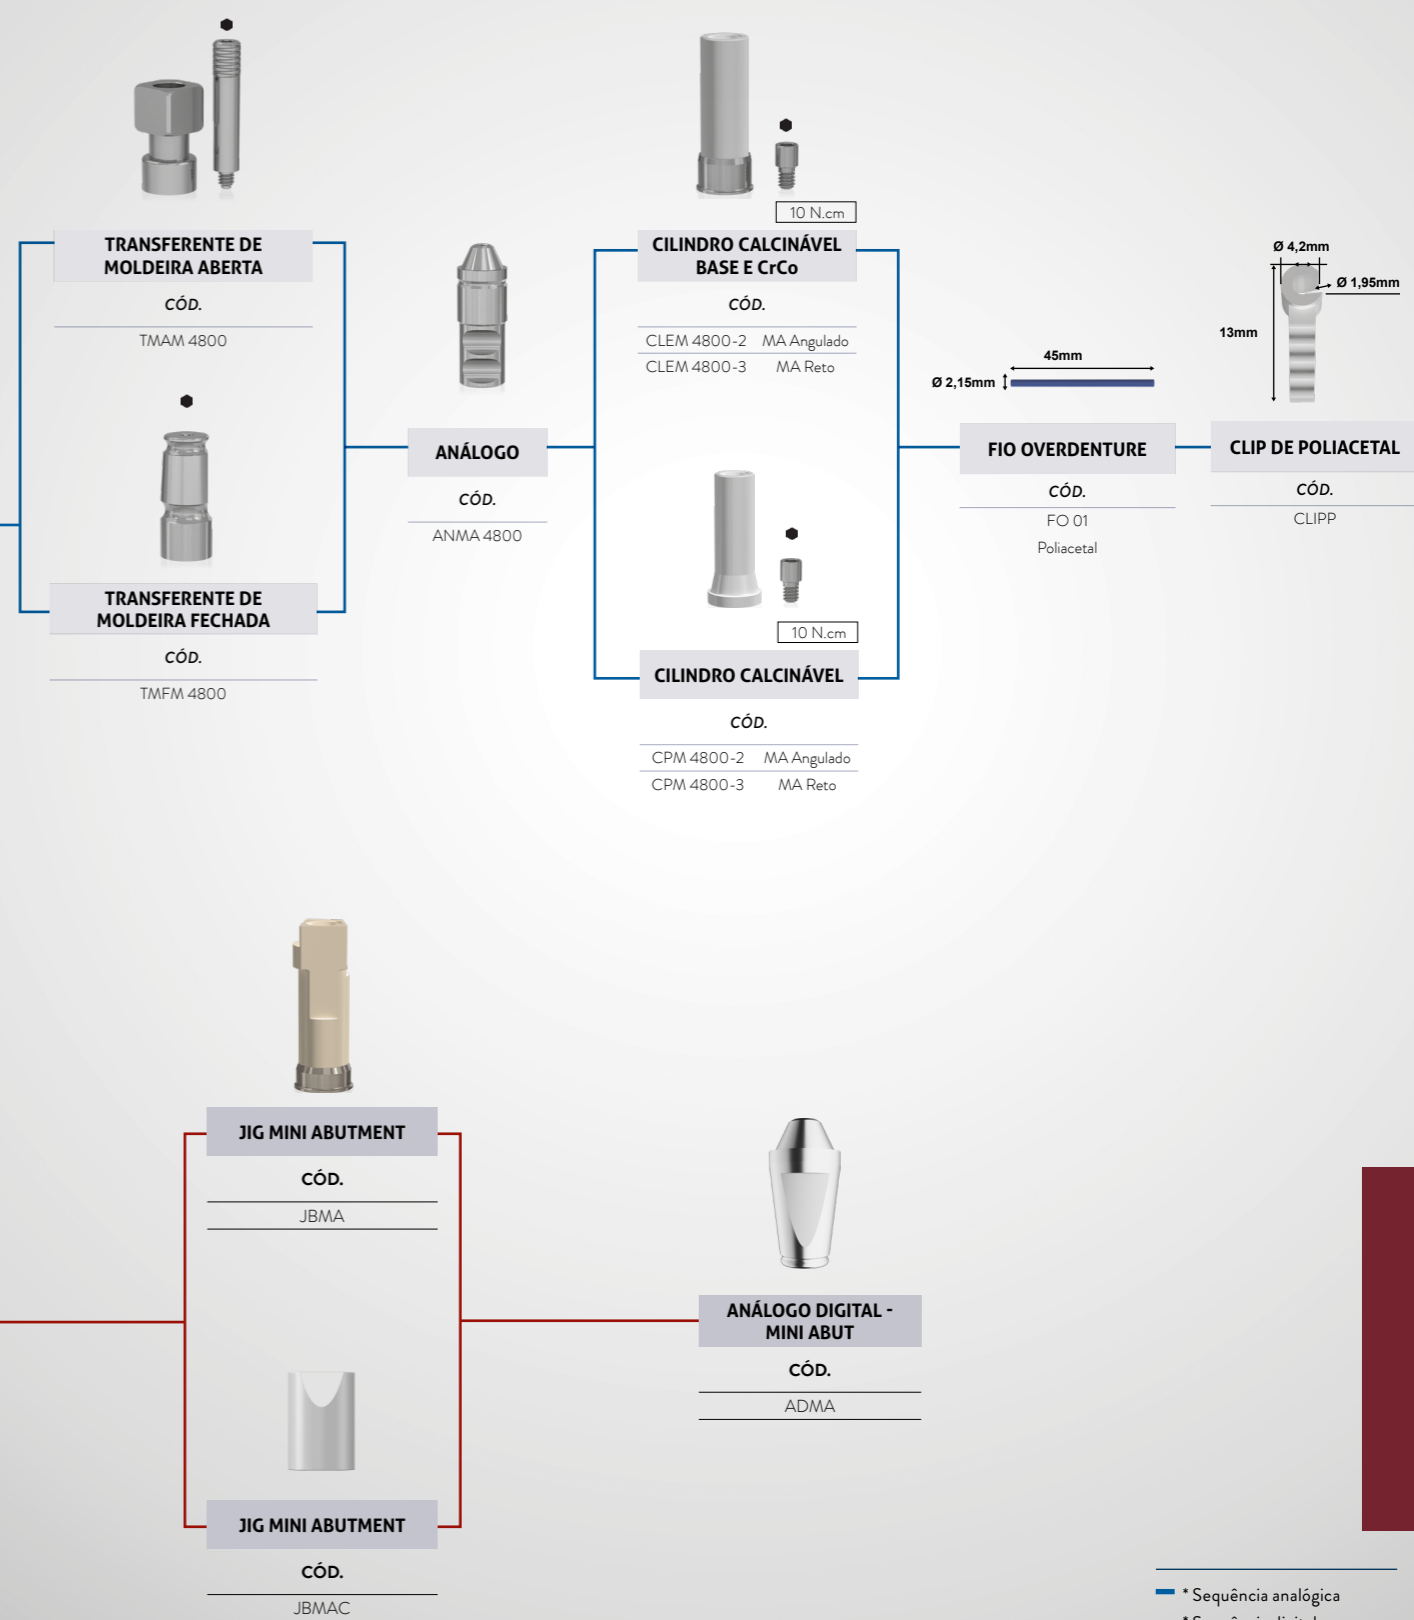 TRANSFERENTE DE
MOLDEIRA ABERTA
CÓD.
TMAM 4800
TRANSFERENTE DE
MOLDEIRA FECHADA
CÓD.
TMFM 4800
ANÁLOGO
CÓD.
ANMA 4800
10 N.cm
CILINDRO CALCINÁVEL
BASE E CrCo
CÓD.
CLEM 4800-2 MA Angulado
CLEM 4800-3 MA Reto
10 N.cm
CILINDRO CALCINÁVEL
CÓD.
CPM 4800-2 MA Angulado
CPM 4800-3 MA Reto
45mm
Ø 2,15mm
FIO OVERDENTURE
CÓD.
FO 01
Poliacetal
Ø 4,2mm
Ø 1,95mm
13mm
CLIP DE POLIACETAL
CÓD.
CLIPP
JIG MINI ABUTMENT
CÓD.
JBMA
JIG MINI ABUTMENT
CÓD.
JBMAC
ANÁLOGO DIGITAL -
MINI ABUT
CÓD.
ADMA
* Sequência analógica
* Sequência digital